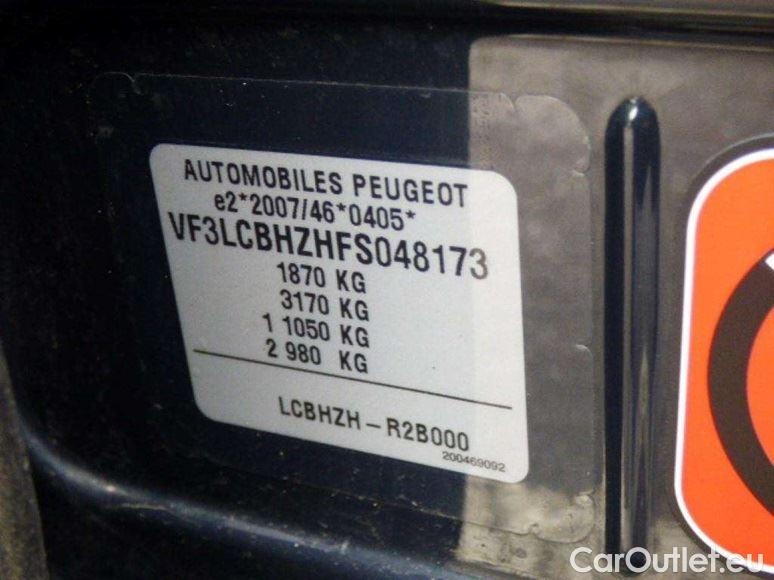 AUTOMOBILES PEUGEOT
e2*2007/46*0405*
VF3LCBHZHFS048173
1870 KG
3170 KG
1 1050 KG
2 980 KG
LCBHZH – R2B000
200469092
CarOutlet.eu